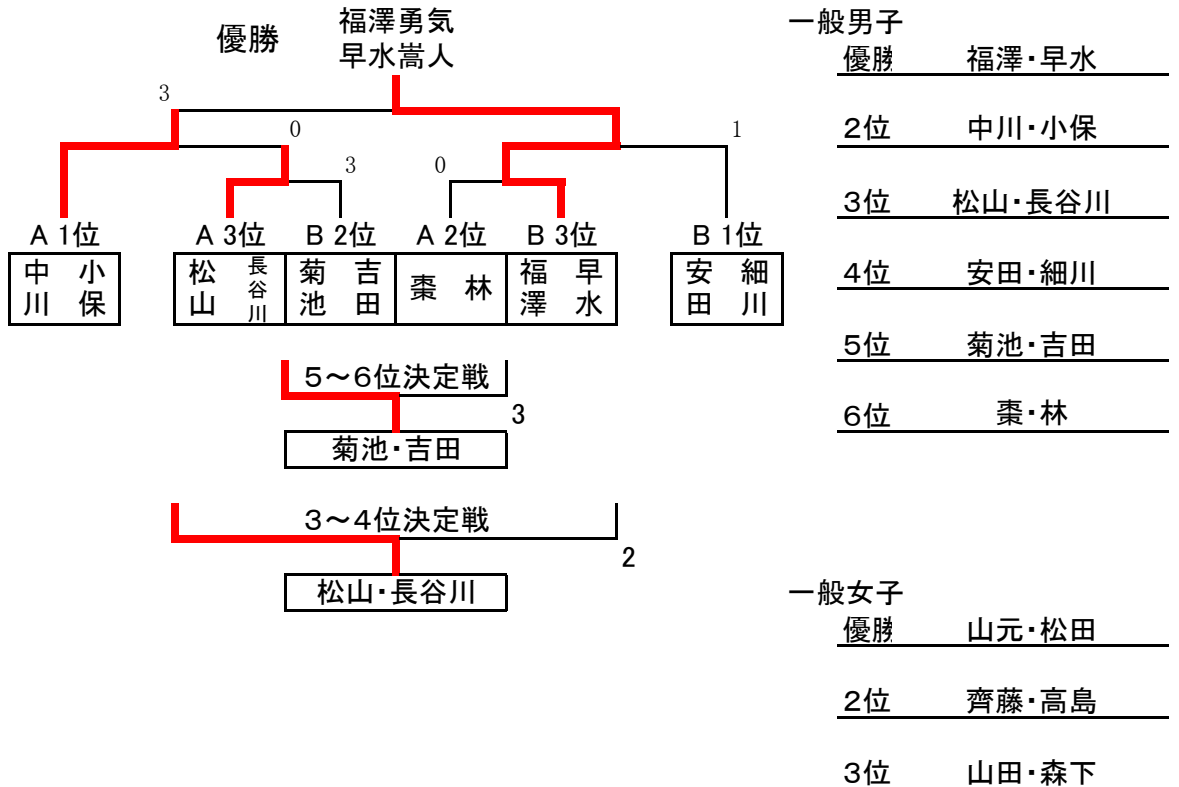 優勝
福澤勇気
早水嵩人
3
0
1
3
0
A 1位
A 3位
B 2位
A 2位
B 3位
B 1位
中川 小保
松山 長谷川
菊池 吉田
棗 林
福澤 早水
安田 細川
5～6位決定戦
3
菊池・吉田
3～4位決定戦
2
松山・長谷川
一般男子
優勝 福澤・早水
2位 中川・小保
3位 松山・長谷川
4位 安田・細川
5位 菊池・吉田
6位 棗・林
一般女子
優勝 山元・松田
2位 齊藤・高島
3位 山田・森下